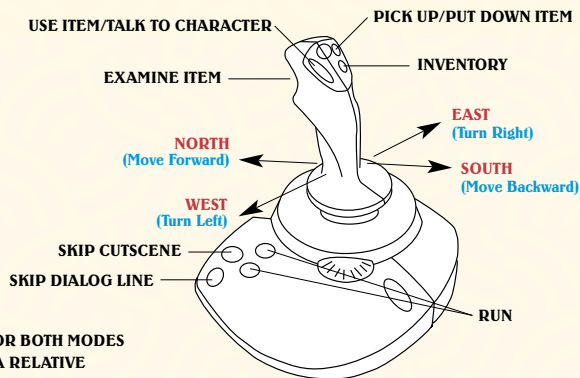 USE ITEM/TALK TO CHARACTER
PICK UP/PUT DOWN ITEM
EXAMINE ITEM
INVENTORY
EAST
(Turn Right)
NORTH
(Move Forward)
SOUTH
(Move Backward)
WEST
(Turn Left)
SKIP CUTSCENE
SKIP DIALOG LINE
RUN
OR BOTH MODES
A RELATIVE